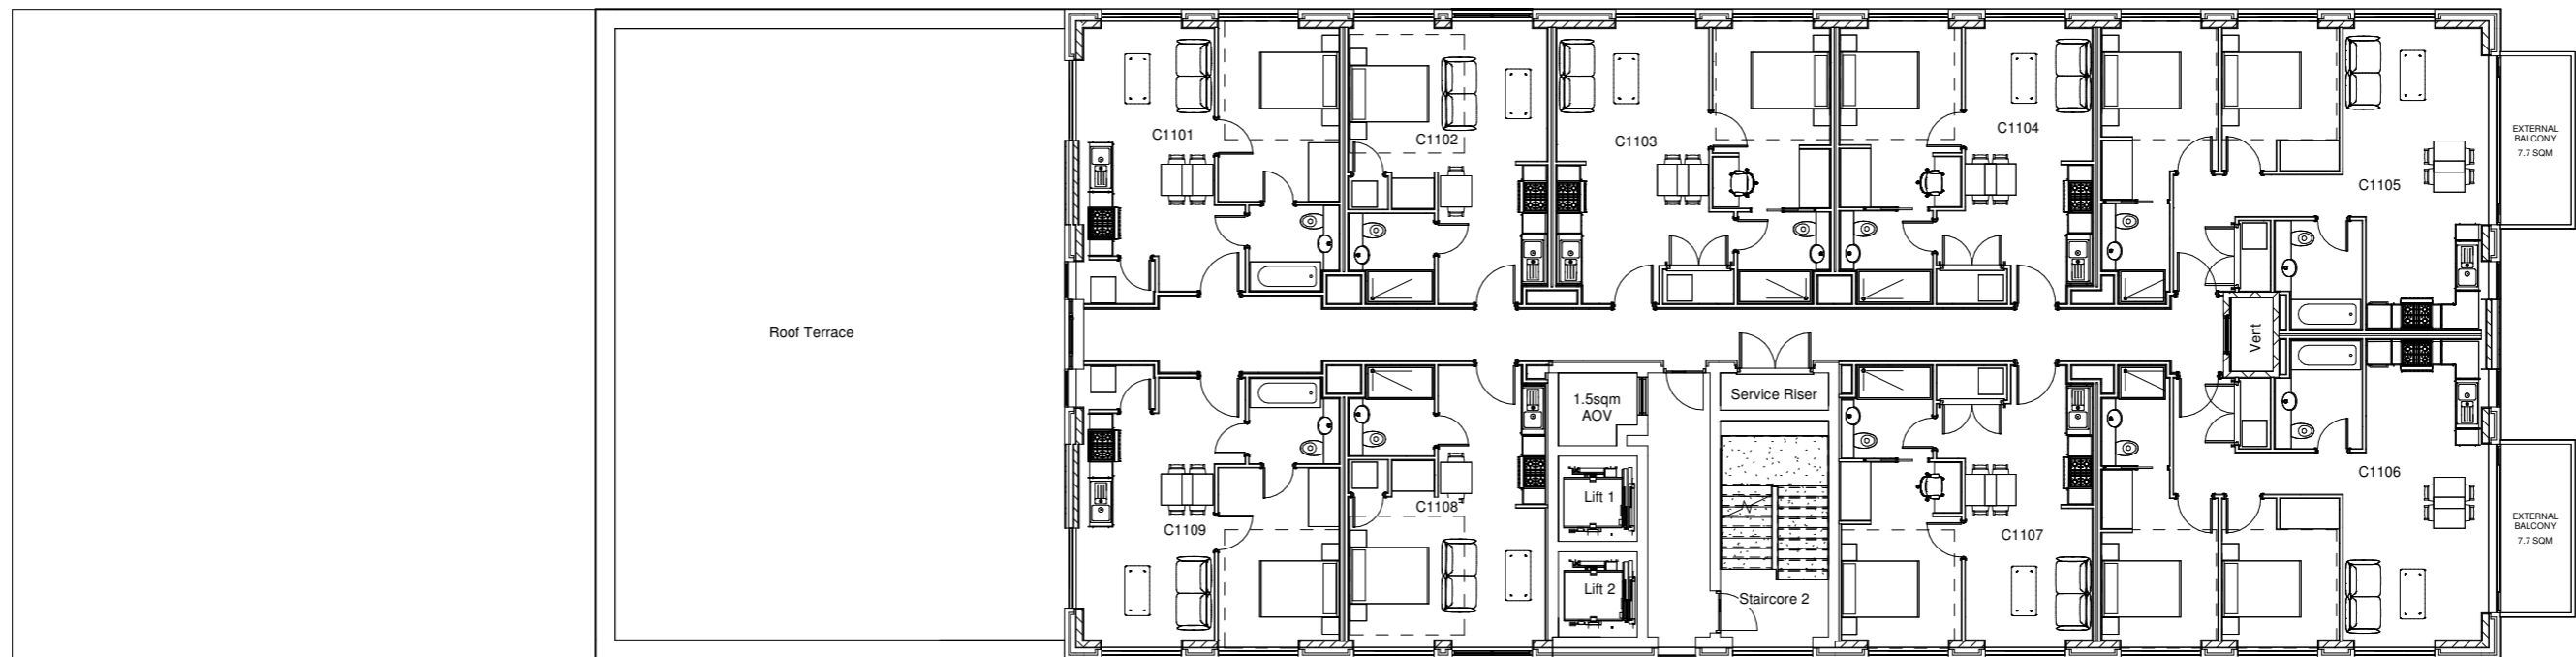 C1101
C1102
C1103
C1104
C1105
EXTERNAL
BALCONY
7.7 SQM
Roof Terrace
Vent
1.5sqm
AOV
Service Riser
Lift 1
Lift 2
Staircore 2
C1109
C1108
C1107
C1106
EXTERNAL
BALCONY
7.7 SQM